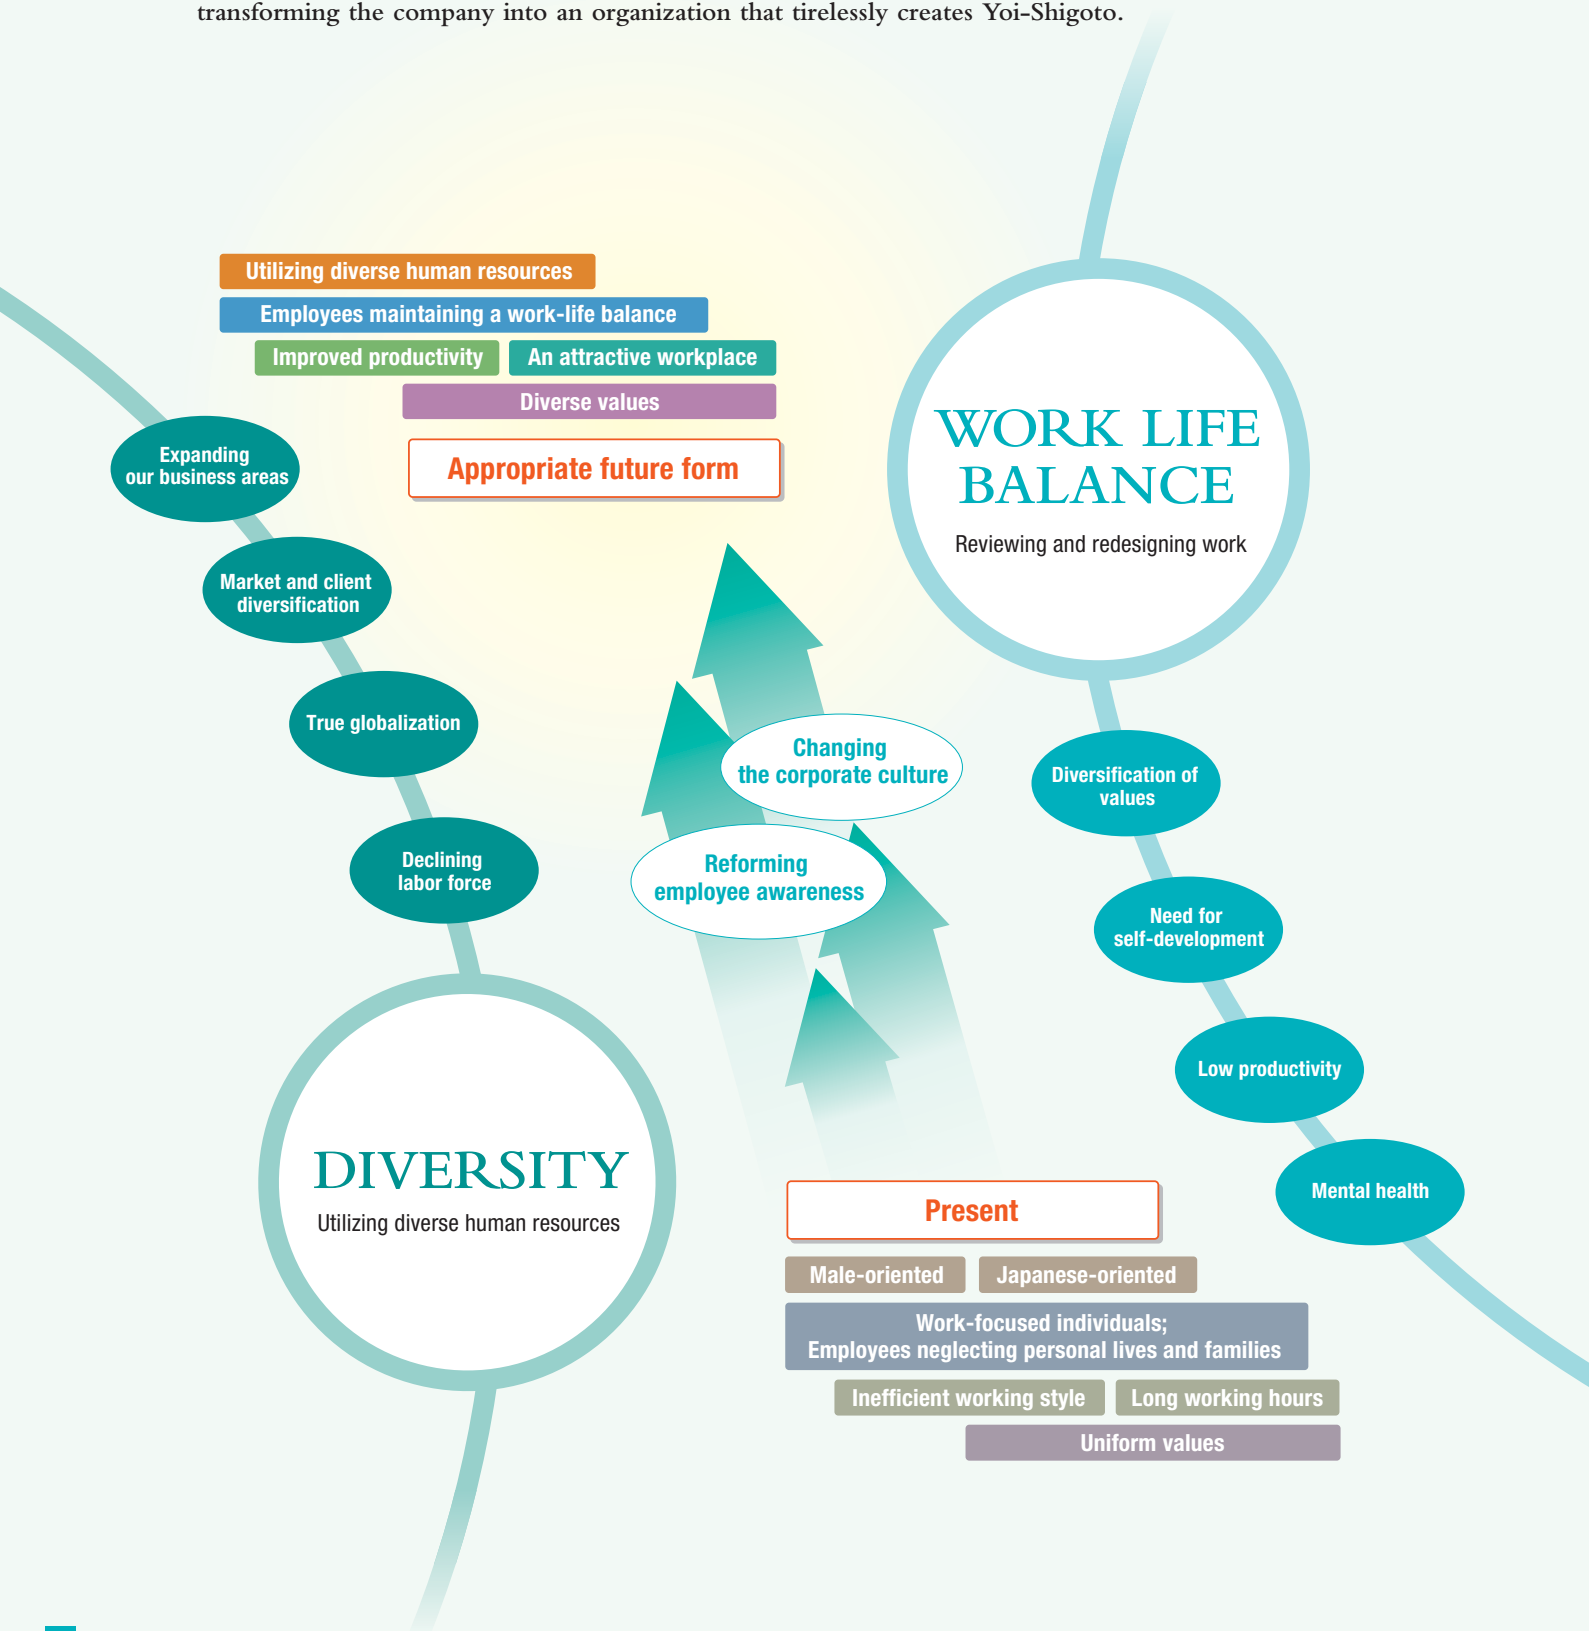 transforming the company into an organization that tirelessly creates Yoi-Shigoto.
Utilizing diverse human resources
Employees maintaining a work-life balance
Improved productivity
An attractive workplace
Diverse values
Appropriate future form
Expanding
our business areas
Market and client
diversification
True globalization
Declining
labor force
DIVERSITY
Utilizing diverse human resources
WORK LIFE
BALANCE
Reviewing and redesigning work
Changing
the corporate culture
Reforming
employee awareness
Diversification of
values
Need for
self-development
Low productivity
Mental health
Present
Male-oriented
Japanese-oriented
Work-focused individuals;
Employees neglecting personal lives and families
Inefficient working style
Long working hours
Uniform values